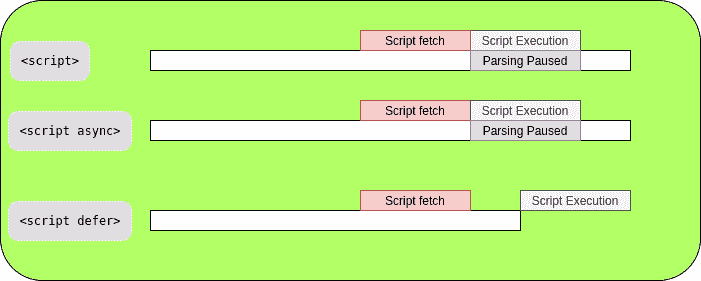 Script fetch
Script Execution
<script>
Parsing Paused
Script fetch
Script Execution
<script async>
Parsing Paused
Script fetch
Script Execution
<script defer>